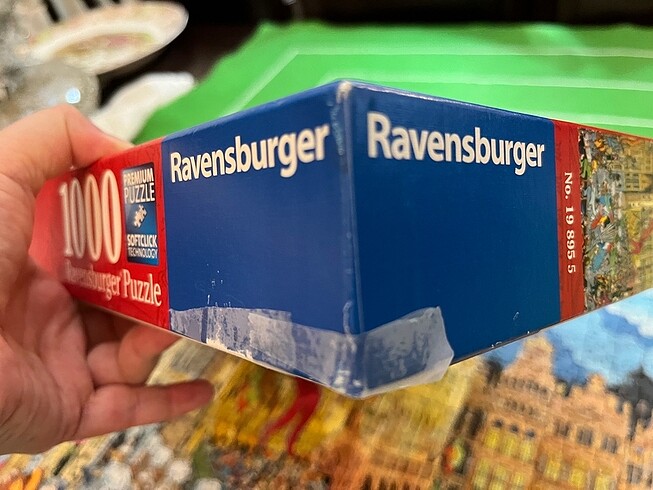 1000
PREMIUM
PUZZLE
SOFTCLICK
TECHNOLOGY
Ravensburger Puzzle
Ravensburger
Ravensburger
No. 19 895 5